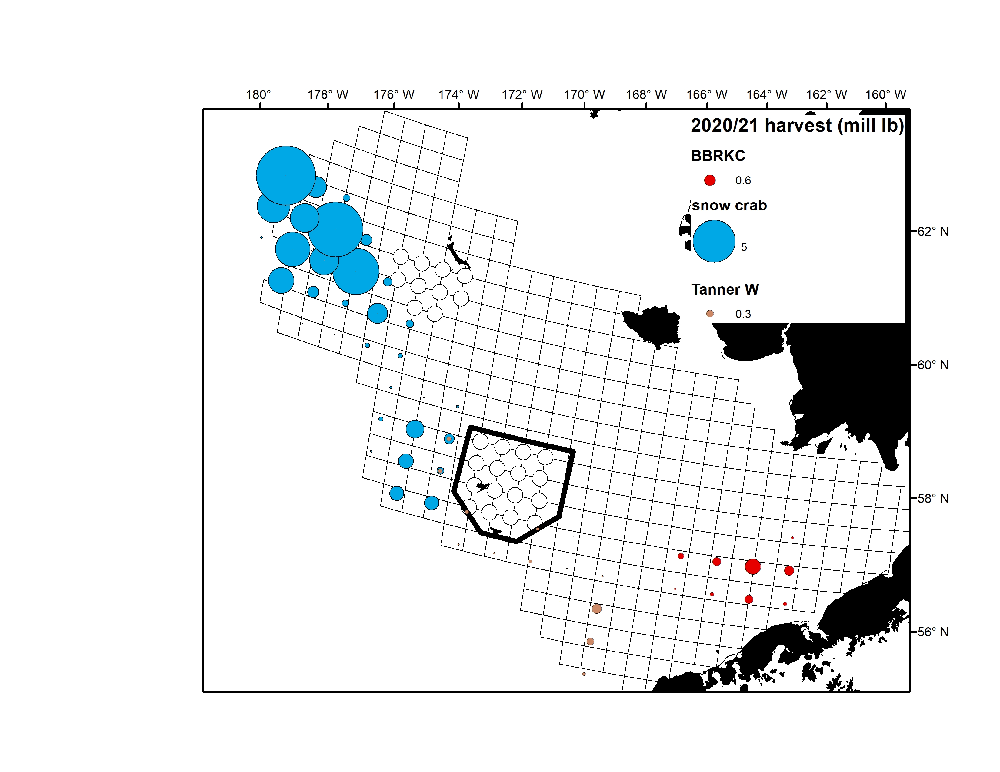 180° 178° W 176° W 174° W 172° W 170° W 168° W 166° W 164° W 162° W 160° W
2020/21 harvest (mill lb)
BBRKC
0.6
snow crab
5
Tanner W
0.3
62° N
60° N
58° N
56° N